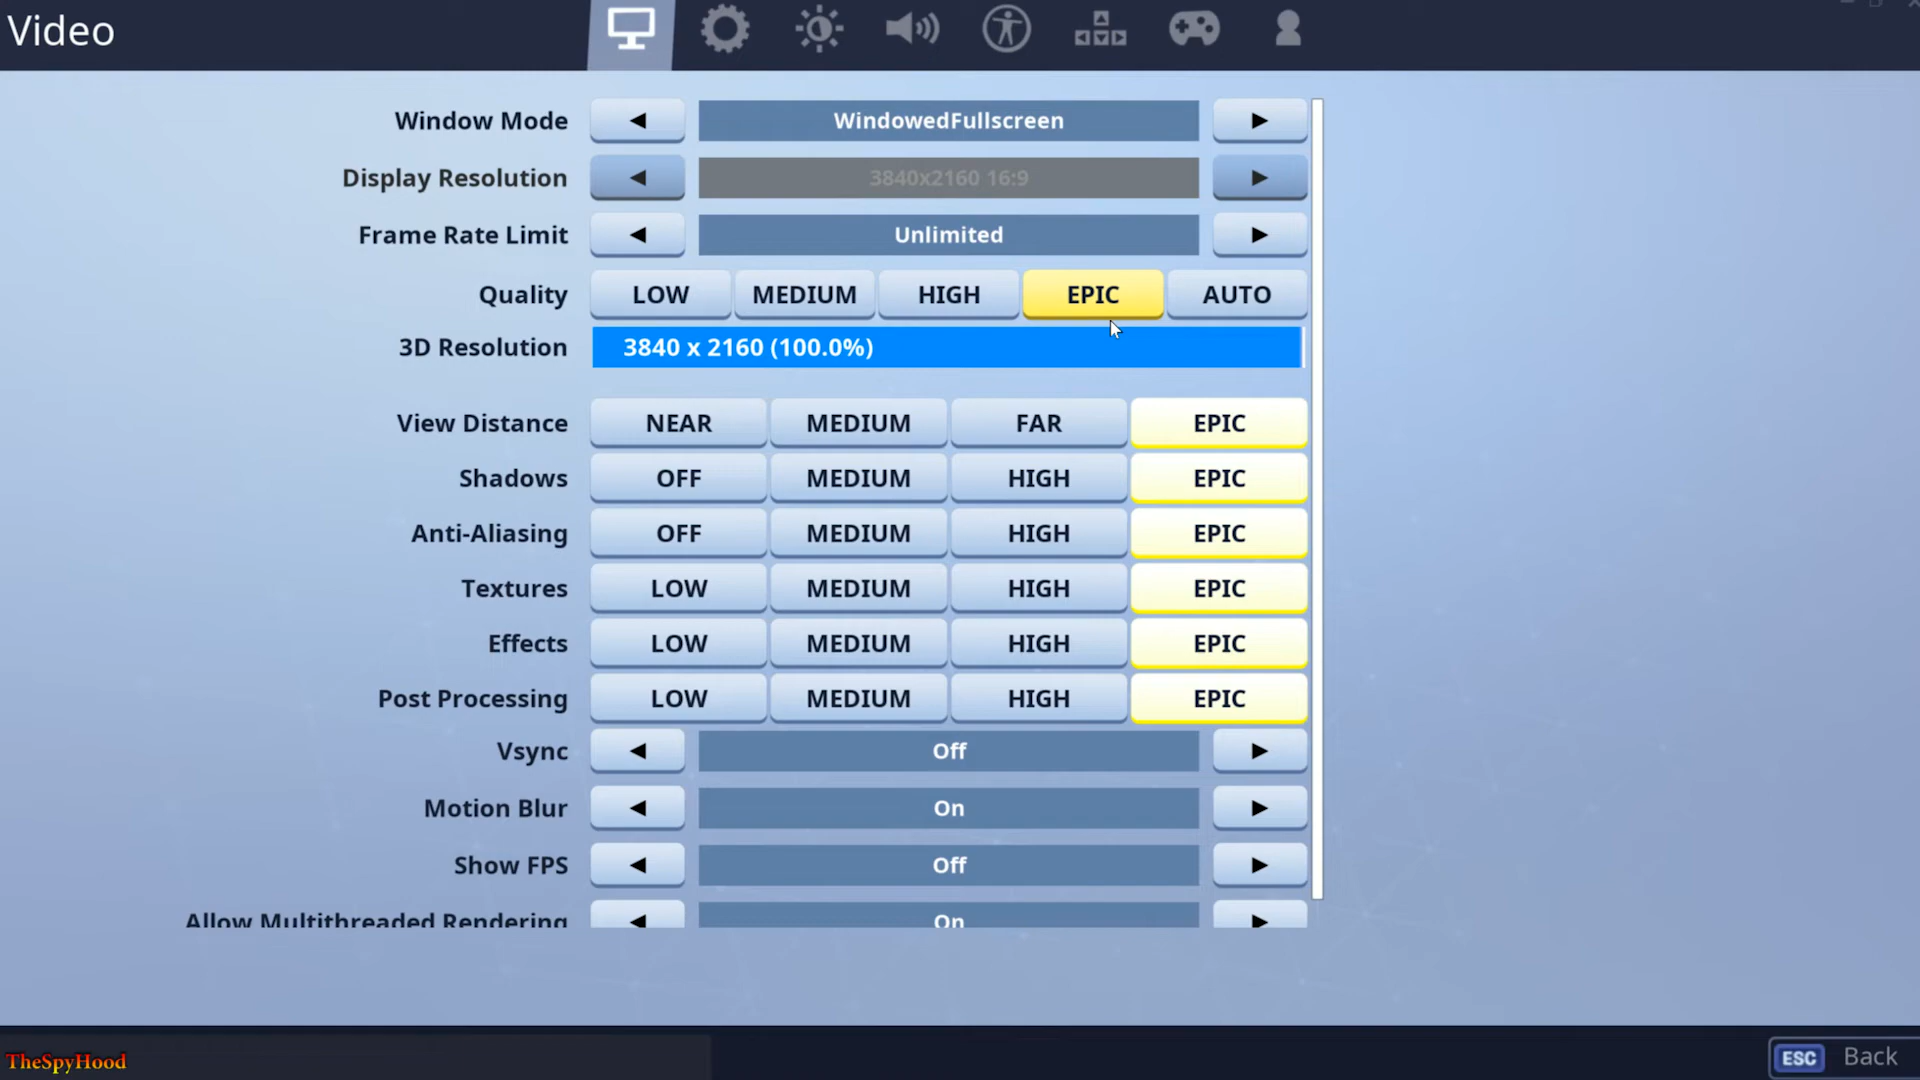 Video
Window Mode ◄ WindowedFullscreen ►
Display Resolution ◄ 3840x2160 16:9 ►
Frame Rate Limit ◄ Unlimited ►
Quality LOW MEDIUM HIGH EPIC AUTO
3D Resolution 3840 x 2160 (100.0%)
View Distance NEAR MEDIUM FAR EPIC
Shadows OFF MEDIUM HIGH EPIC
Anti-Aliasing OFF MEDIUM HIGH EPIC
Textures LOW MEDIUM HIGH EPIC
Effects LOW MEDIUM HIGH EPIC
Post Processing LOW MEDIUM HIGH EPIC
Vsync ◄ Off ►
Motion Blur ◄ On ►
Show FPS ◄ Off ►
Allow Multithreaded Rendering ◄ On ►
TheSpyHood
ESC Back